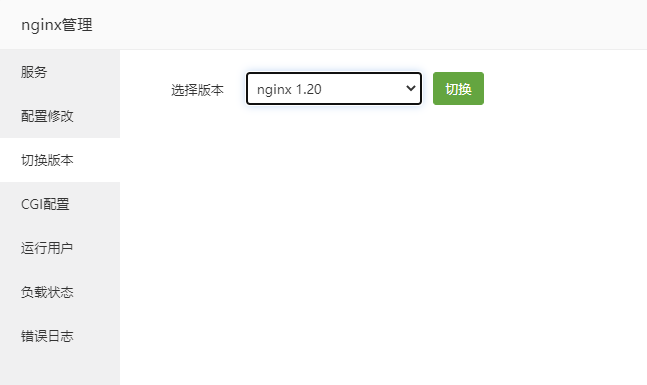 nginx管理
服务
配置修改
切换版本
CGI配置
运行用户
负载状态
错误日志
选择版本 nginx 1.20 切换